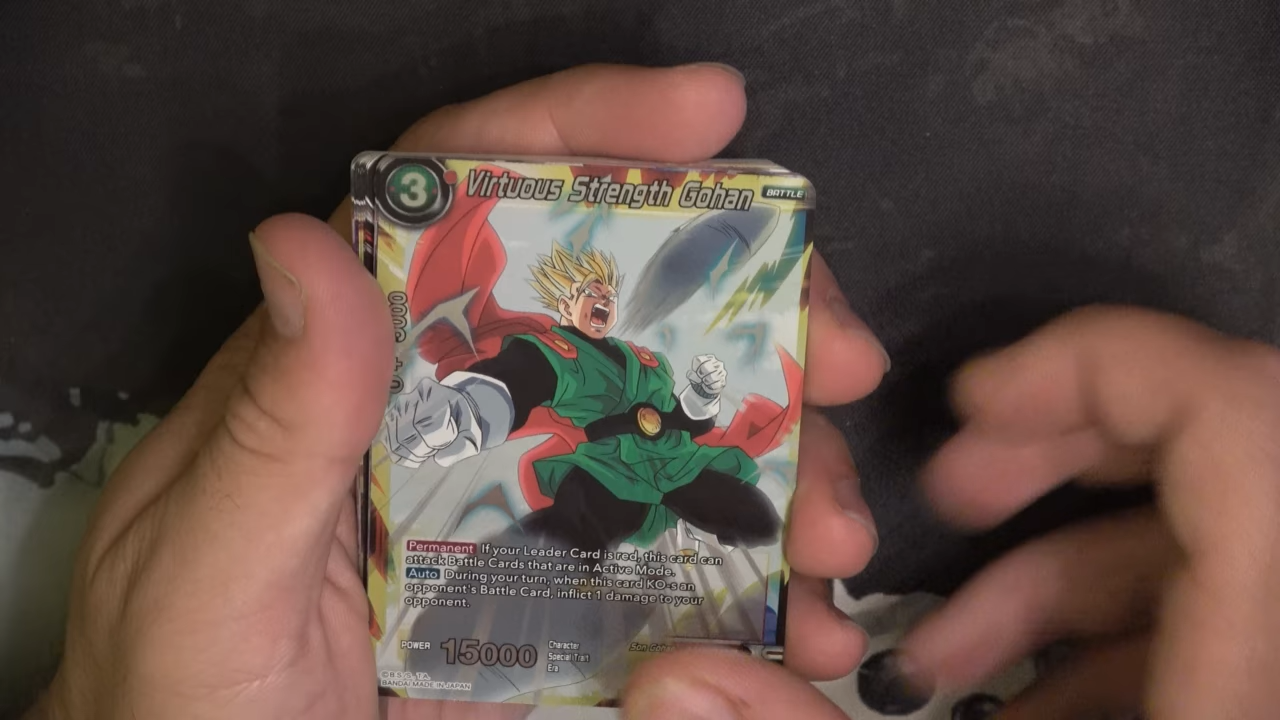 3
Virtuous Strength Gohan
BATTLE
Permanent If your Leader Card is red, this card can
attack Battle Cards that are in Active Mode.
Auto During your turn, when this card KO-s an
opponent's Battle Card, inflict 1 damage to your
opponent.
POWER 15000
Character
Special Trait
Era
Son Goha
©B.S./S., T.A.
BANDAI MADE IN JAPAN